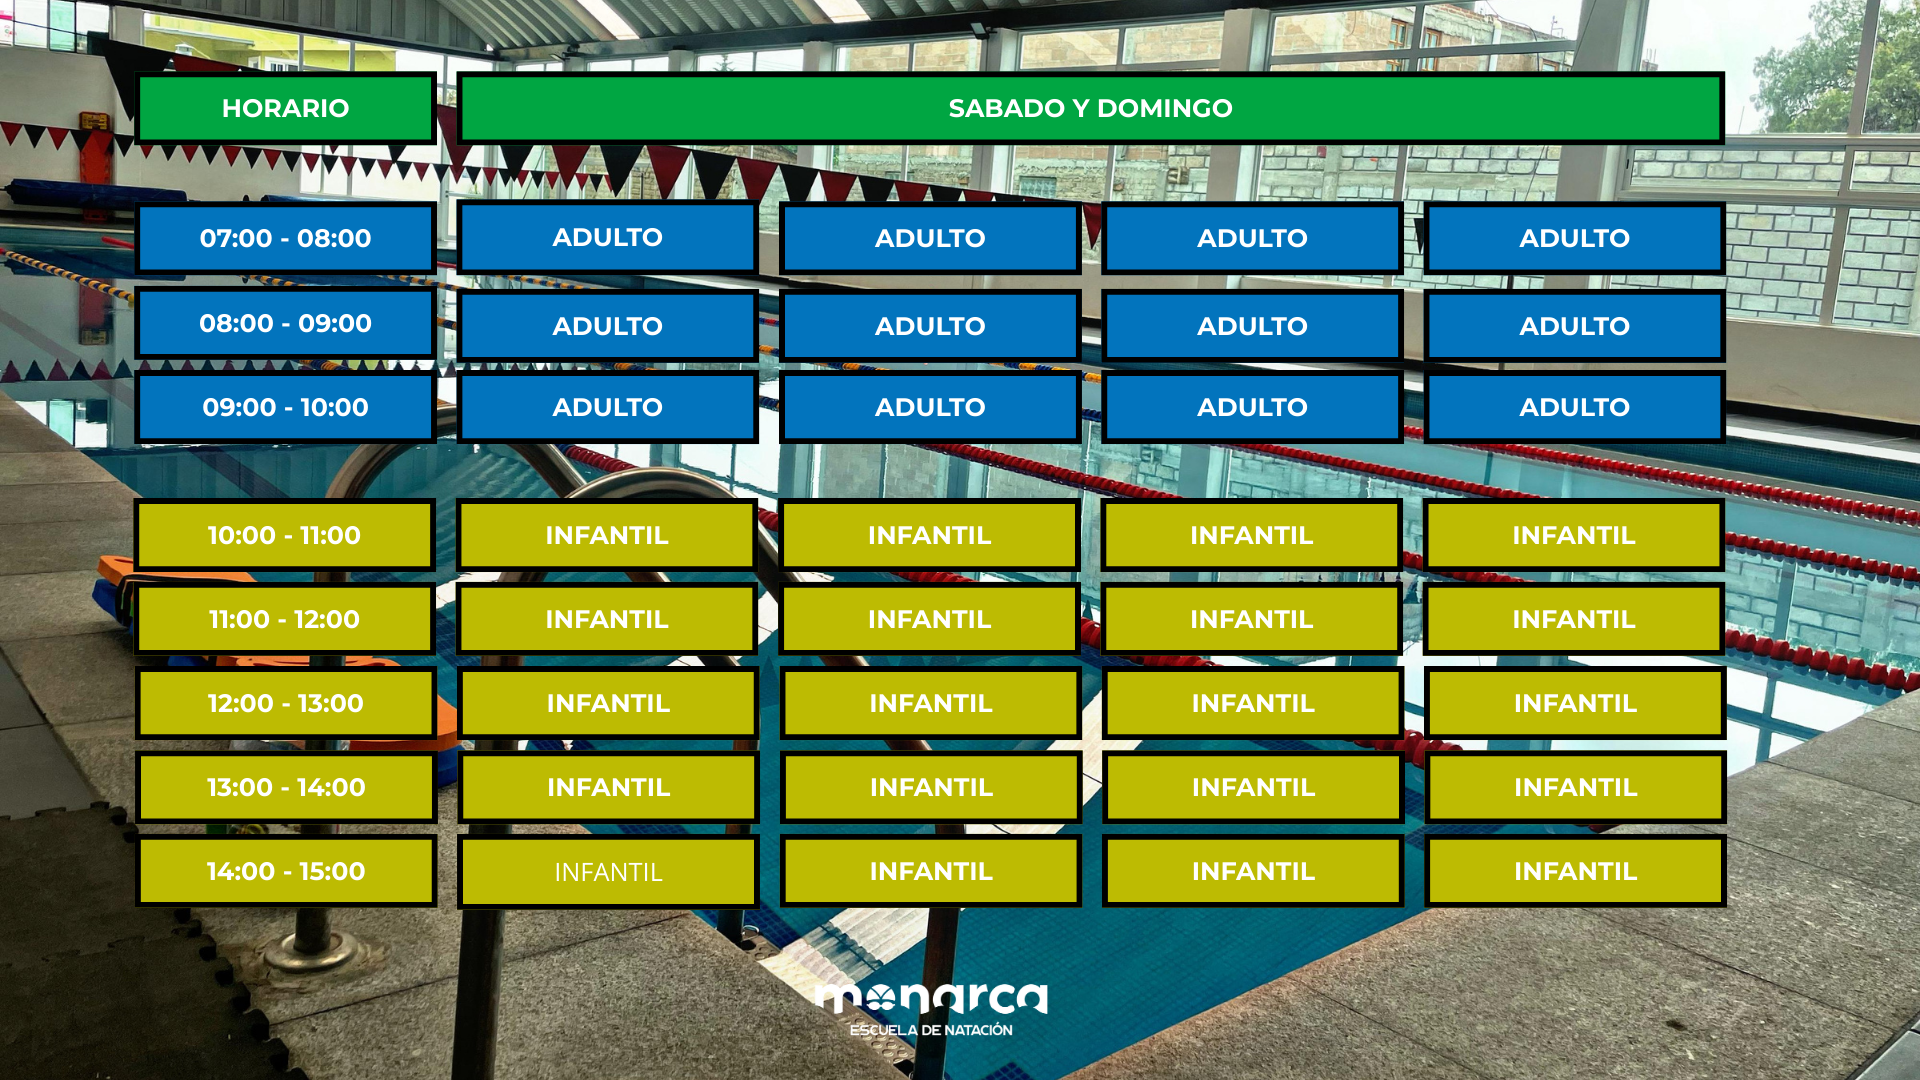 HORARIO SABADO Y DOMINGO
07:00 - 08:00 ADULTO ADULTO ADULTO ADULTO
08:00 - 09:00 ADULTO ADULTO ADULTO ADULTO
09:00 - 10:00 ADULTO ADULTO ADULTO ADULTO
10:00 - 11:00 INFANTIL INFANTIL INFANTIL INFANTIL
11:00 - 12:00 INFANTIL INFANTIL INFANTIL INFANTIL
12:00 - 13:00 INFANTIL INFANTIL INFANTIL INFANTIL
13:00 - 14:00 INFANTIL INFANTIL INFANTIL INFANTIL
14:00 - 15:00 INFANTIL INFANTIL INFANTIL INFANTIL
monarca
ESCUELA DE NATACIÓN